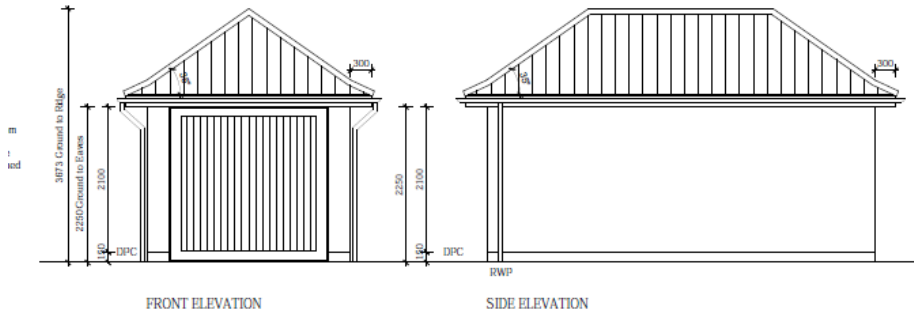 300
35°
3673 Ground to Ridge
2250 Ground to Eaves
2100
150
DPC
FRONT ELEVATION
300
35°
2250
2100
150
DPC
RWP
SIDE ELEVATION